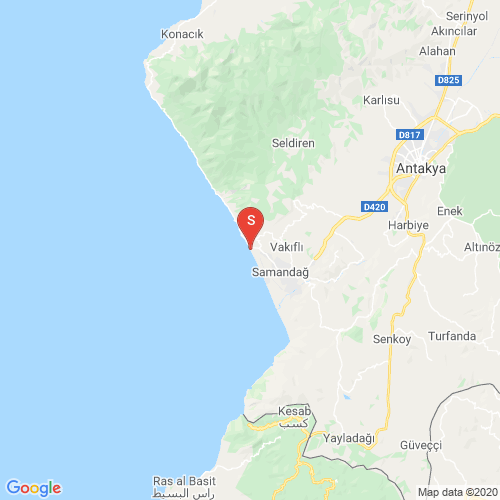 Serinyol
Konacık
Akıncılar
Alahan
D825
Karlısu
D817
Seldiren
Antakya
D420
Enek
S
Harbiye
Vakıflı
Altınöz
Samandağ
Turfanda
Senkoy
Kesab
كسب
Yayladağı
Güveççi
Ras al Basit
راس البسيط
Google
Map data ©2020